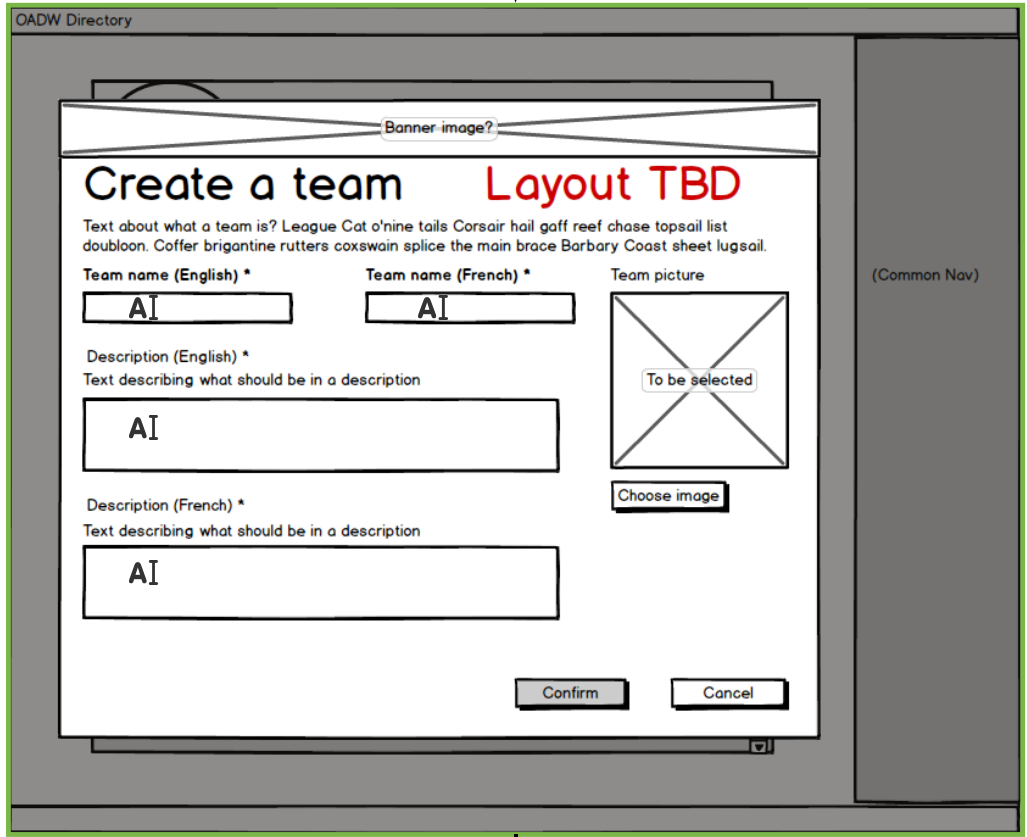 OADW Directory
Banner image?
Create a team
Layout TBD
Text about what a team is? League Cat o'nine tails Corsair hail gaff reef chase topsail list
doubloon. Coffer brigantine rutters coxswain splice the main brace Barbary Coast sheet lugsail.
Team name (English) *
Team name (French) *
Team picture
(Common Nav)
A
A
Description (English) *
Text describing what should be in a description
To be selected
A
Choose image
Description (French) *
Text describing what should be in a description
A
Confirm
Cancel